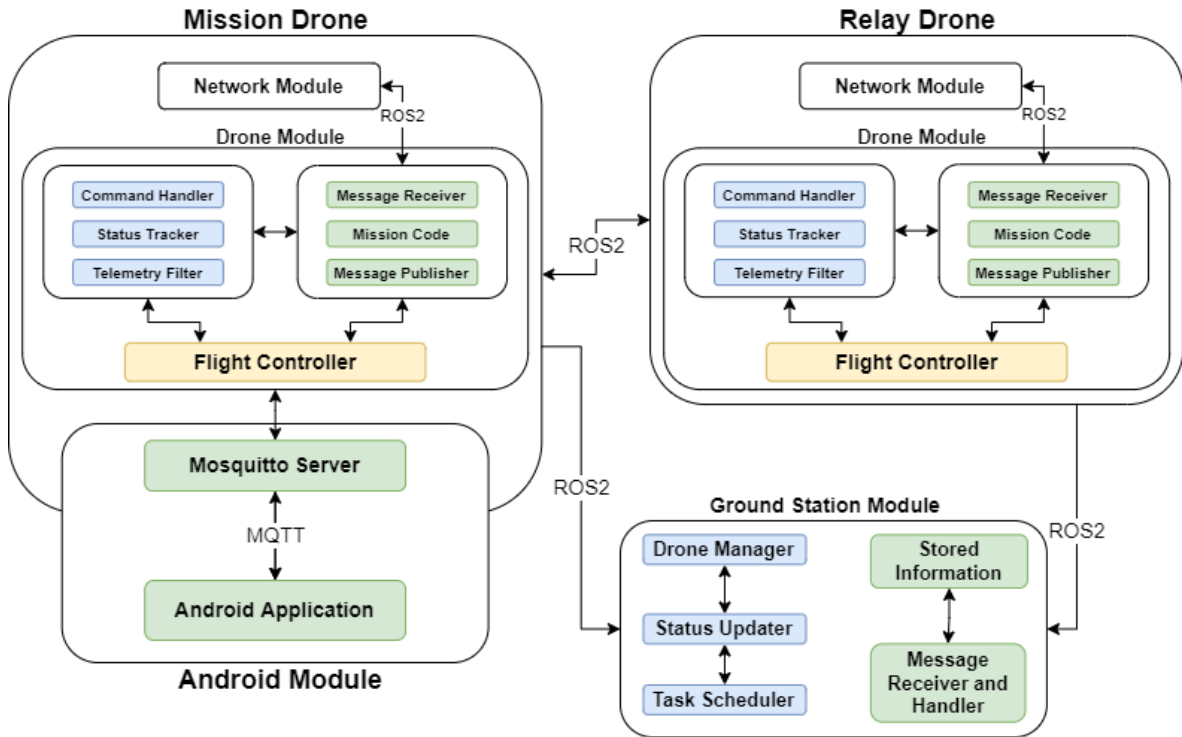 Mission Drone
Network Module
ROS2
Drone Module
Command Handler
Status Tracker
Telemetry Filter
Message Receiver
Mission Code
Message Publisher
Flight Controller
Mosquitto Server
MQTT
Android Application
Android Module
ROS2
ROS2
Relay Drone
Network Module
ROS2
Drone Module
Command Handler
Status Tracker
Telemetry Filter
Message Receiver
Mission Code
Message Publisher
Flight Controller
ROS2
Ground Station Module
Drone Manager
Status Updater
Task Scheduler
Stored
Information
Message
Receiver and
Handler